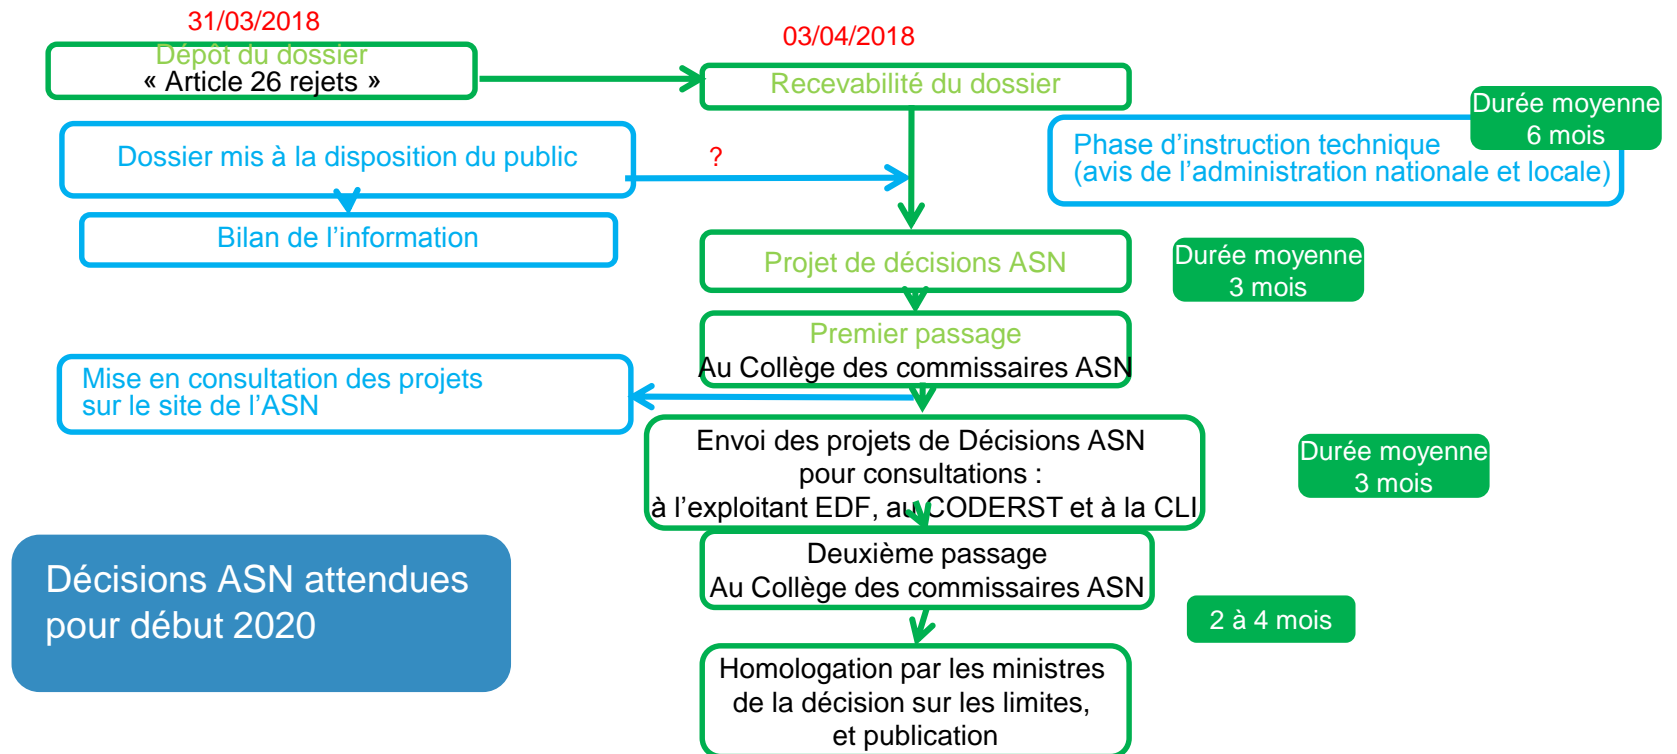 31/03/2018
Dépôt du dossier
« Article 26 rejets »
03/04/2018
Recevabilité du dossier
Durée moyenne
6 mois
Dossier mis à la disposition du public
?
Phase d’instruction technique
(avis de l’administration nationale et locale)
Bilan de l’information
Projet de décisions ASN
Durée moyenne
3 mois
Premier passage
Au Collège des commissaires ASN
Mise en consultation des projets
sur le site de l’ASN
Envoi des projets de Décisions ASN
pour consultations :
à l’exploitant EDF, au CODERST et à la CLI
Durée moyenne
3 mois
Deuxième passage
Au Collège des commissaires ASN
Décisions ASN attendues
pour début 2020
2 à 4 mois
Homologation par les ministres
de la décision sur les limites,
et publication